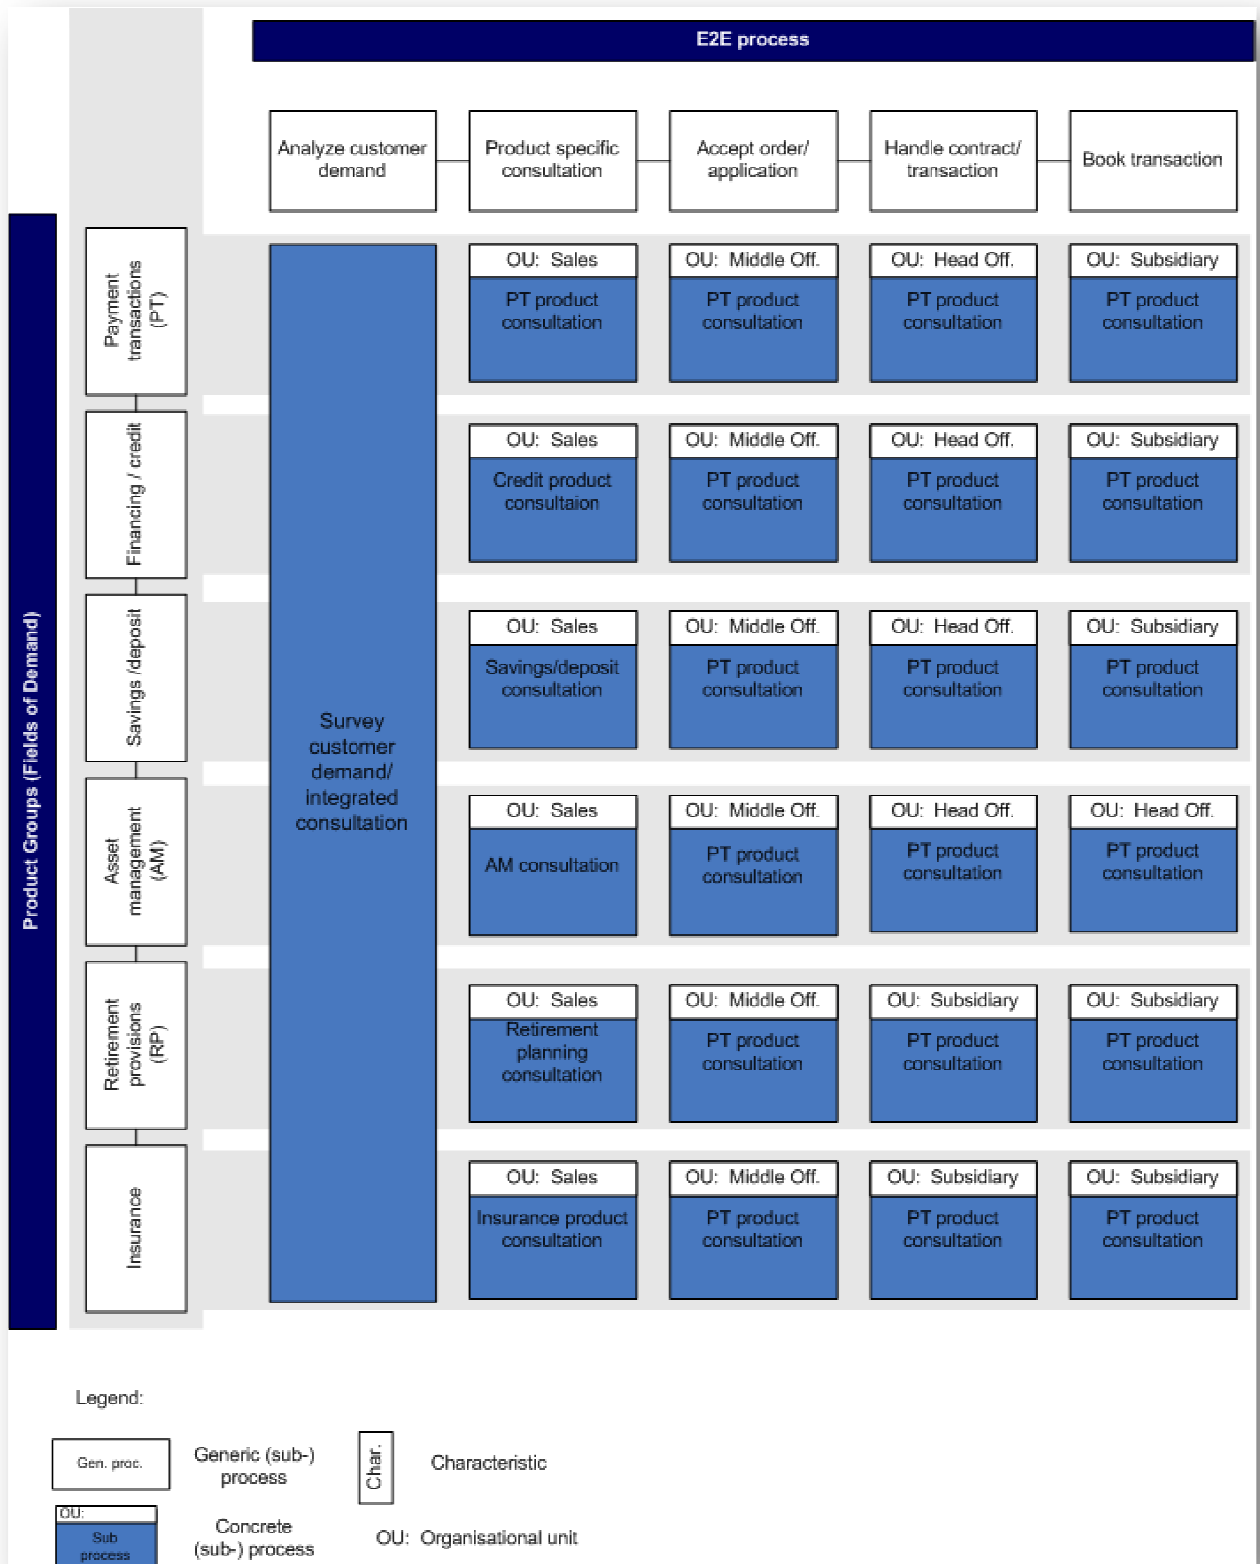 E2E process
Analyze customer
demand
Product specific
consultation
Accept order/
application
Handle contract/
transaction
Book transaction
Product Groups (Fields of Demand)
Payment
transactions
(PT)
OU: Sales
PT product
consultation
OU: Middle Off.
PT product
consultation
OU: Head Off.
PT product
consultation
OU: Subsidiary
PT product
consultation
Financing / credit
OU: Sales
Credit product
consultaion
OU: Middle Off.
PT product
consultation
OU: Head Off.
PT product
consultation
OU: Subsidiary
PT product
consultation
Savings /deposit
OU: Sales
Savings/deposit
consultation
OU: Middle Off.
PT product
consultation
OU: Head Off.
PT product
consultation
OU: Subsidiary
PT product
consultation
Survey
customer
demand/
integrated
consultation
Asset
management
(AM)
OU: Sales
AM consultation
OU: Middle Off.
PT product
consultation
OU: Head Off.
PT product
consultation
OU: Head Off.
PT product
consultation
Retirement
provisions
(RP)
OU: Sales
Retirement
planning
consultation
OU: Middle Off.
PT product
consultation
OU: Subsidiary
PT product
consultation
OU: Subsidiary
PT product
consultation
Insurance
OU: Sales
Insurance product
consultation
OU: Middle Off.
PT product
consultation
OU: Subsidiary
PT product
consultation
OU: Subsidiary
PT product
consultation
Legend:
Gen. proc.
Generic (sub-)
process
Char.
Characteristic
OU:
Sub
process
Concrete
(sub-) process
OU: Organisational unit